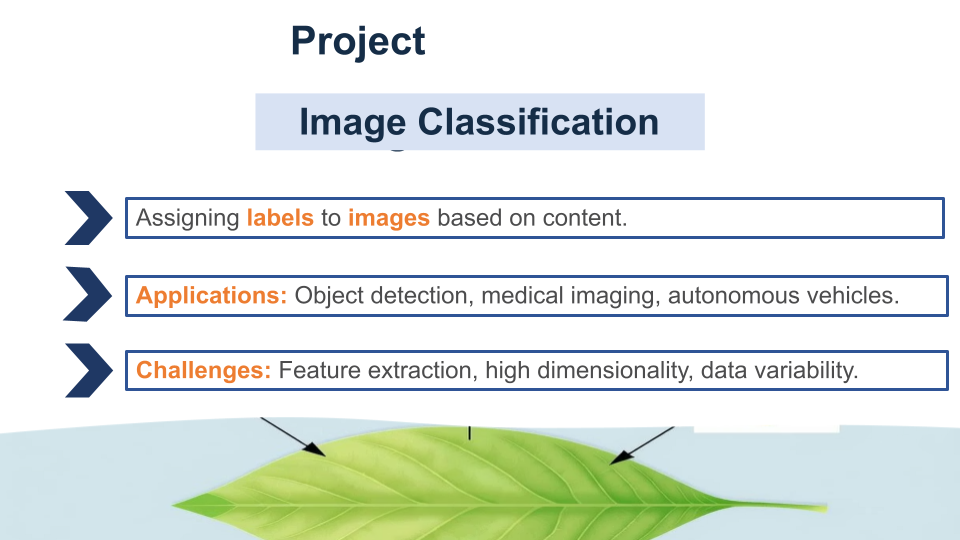 Project
Image Classification
Assigning labels to images based on content.
Applications: Object detection, medical imaging, autonomous vehicles.
Challenges: Feature extraction, high dimensionality, data variability.